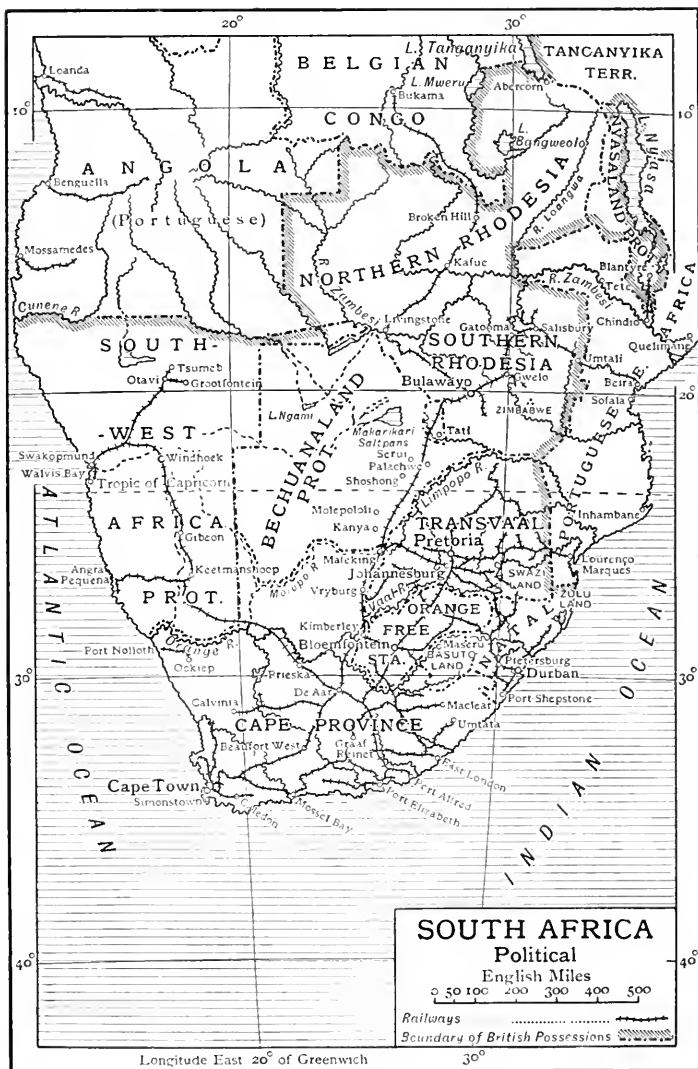 20°
30°
L. Tanganyika
TANGANYIKA
TERR.
BELGIAN
CONGO
Loanda
L. Mweru
Bukama
Abercorn
10°
10°
L.
Bangweolo
L. Nyasa
NYASALAND PROT.
ANGOLA
(Portuguese)
Benguella
Broken Hill
R. Loangwa
NORTHERN RHODESIA
Mossamedes
Kafue
Blantyre
Tete
R. Zambesi
R. Zambesi
Chindio
Cunene R.
Livingstone
Gatooma
Salisbury
Quelimane
SOUTH-
SOUTHERN
RHODESIA
Umtali
Tsumeb
Otavi
Grootfontein
Bulawayo
Gwelo
Beira
20°
20°
L. Ngami
ZIMBABWE
Sofala
Makarikari
Saltpans
Tati
Serui
Palachwe
Shoshong
-WEST
Swakopmund
Windhoek
Walvis Bay
Tropic of Capricorn
BECHUANALAND
PROT.
Limpopo R.
PORTUGUESE E. AFRICA
Molepololo
Kanya
TRANSVAAL
Pretoria
Inhambane
AFRICA
Gibeon
Angra
Pequena
Keetmanshoep
Mafeking
Molopo R.
Johannesburg
Vryburg
Vaal R.
SWAZI
LAND
Lourenço
Marques
PROT.
Kimberley
ORANGE
FREE
STA.
ZULU
LAND
NATAL
Port Nolloth
Orange R.
Ookiep
Bloemfontein
Maseru
BASUTO
LAND
Pietersburg
Durban
30°
30°
Prieska
De Aar
Port Shepstone
Calvinia
Maclear
Umtata
CAPE PROVINCE
Beaufort West
Graaf
Reinet
East London
Cape Town
Simonstown
Caledon
Mossel Bay
Port Alfred
Port Elizabeth
ATLANTIC OCEAN
INDIAN OCEAN
40°
40°
SOUTH AFRICA
Political
English Miles
0 50 100 200 300 400 500
Railways
Boundary of British Possessions
Longitude East 20° of Greenwich
30°